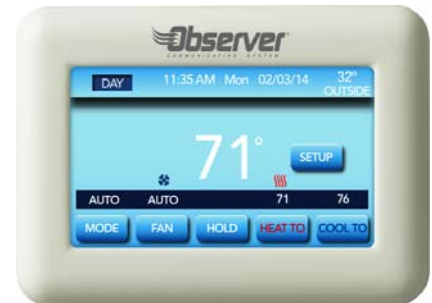 Observer
COMMUNICATING SYSTEM
DAY 11:35 AM Mon 02/03/14 32°
OUTSIDE
71°
SETUP
AUTO AUTO 71 76
MODE FAN HOLD HEAT TO COOL TO